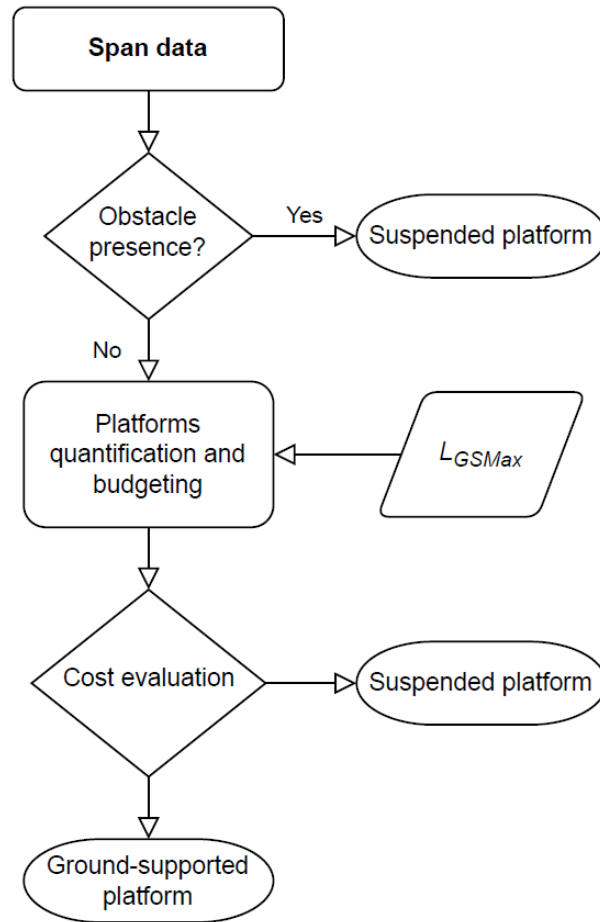 Span data
Obstacle
presence?
Yes
Suspended platform
No
Platforms
quantification and
budgeting
L_GSMax
Cost evaluation
Suspended platform
Ground-supported
platform